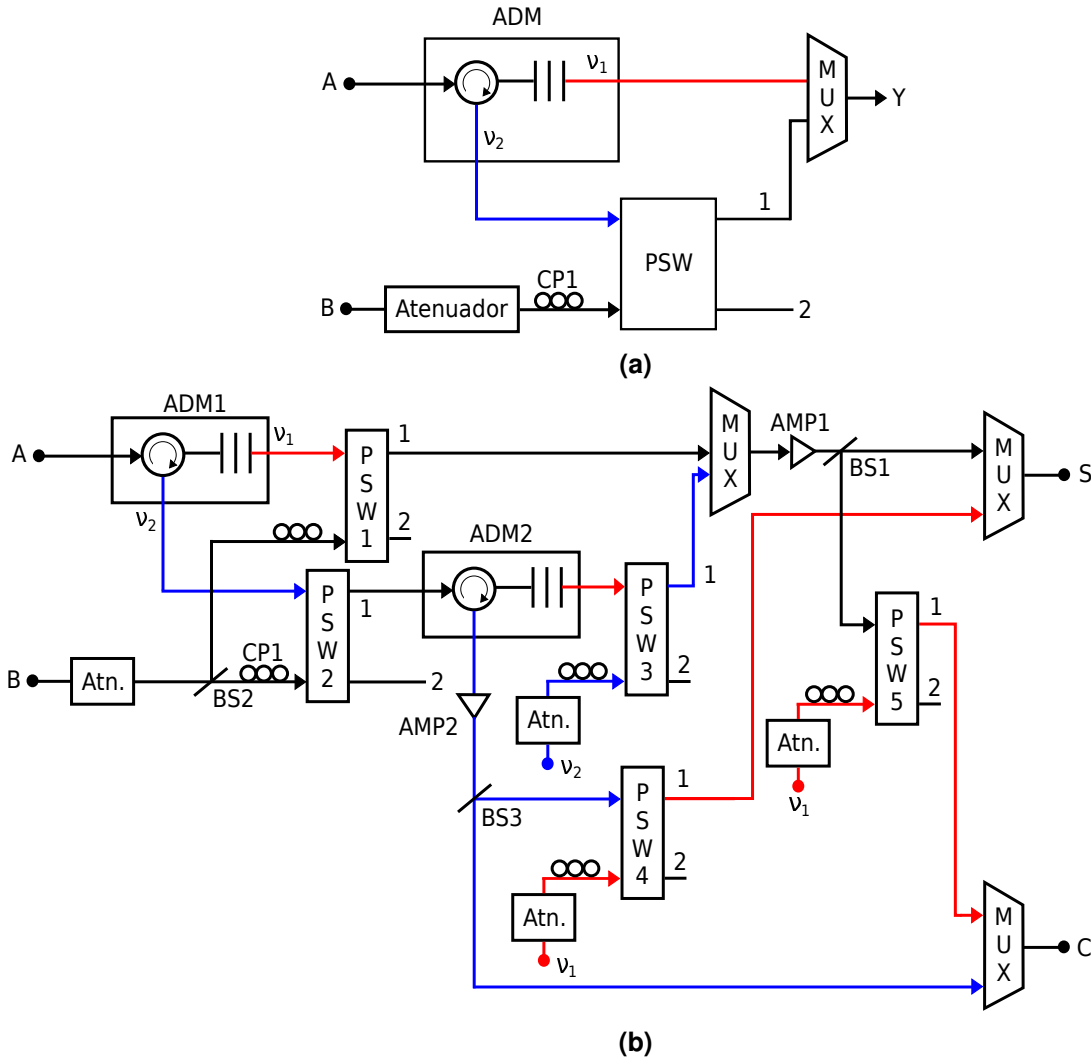 ADM
A
ν1
M
U
X
Y
ν2
1
PSW
CP1
B
Atenuador
2
(a)
ADM1
A
ν1
P
S
W
1
1
2
ν2
M
U
X
AMP1
BS1
M
U
X
S
ADM2
P
S
W
2
1
2
B
Atn.
BS2
CP1
P
S
W
3
1
2
AMP2
Atn.
ν2
P
S
W
5
1
2
Atn.
ν1
BS3
P
S
W
4
1
2
Atn.
ν1
M
U
X
C
(b)